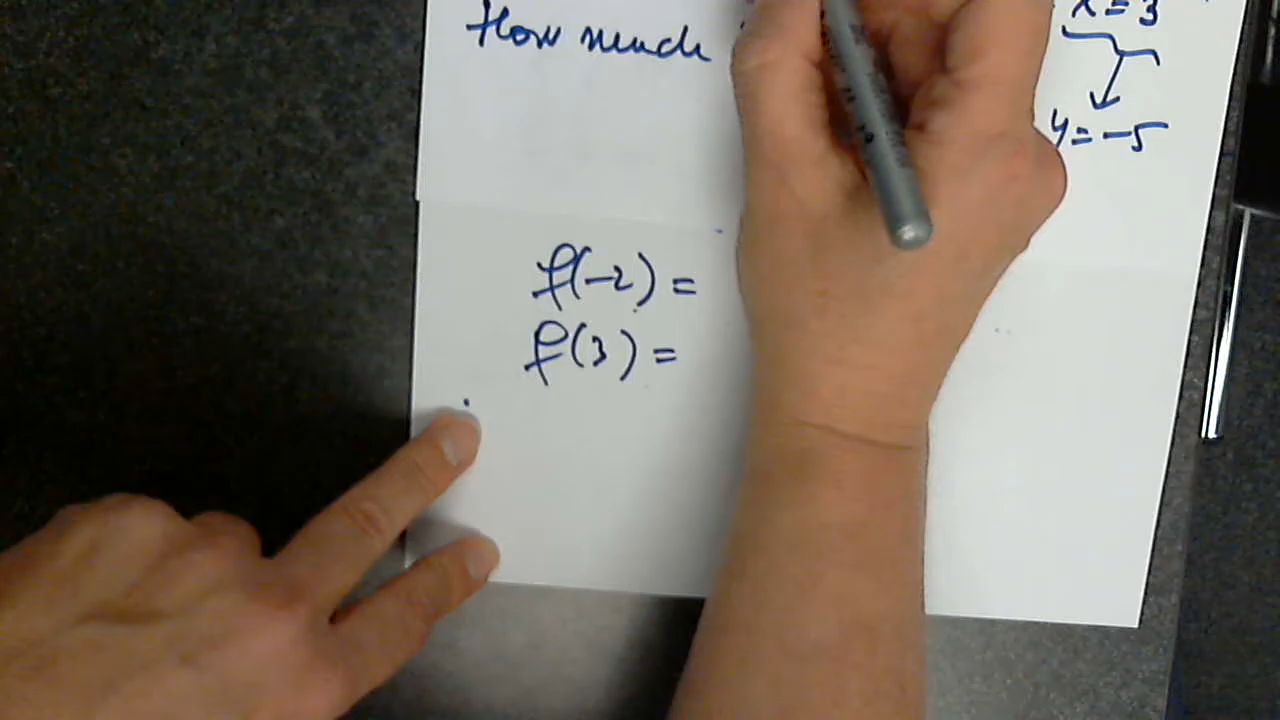 How much
x = 3
y = -5
f(-2) =
f(3) =